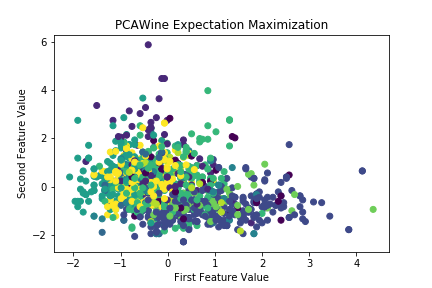 PCAWine Expectation Maximization
6
4
2
0
−2
Second Feature Value
−2 −1 0 1 2 3 4
First Feature Value